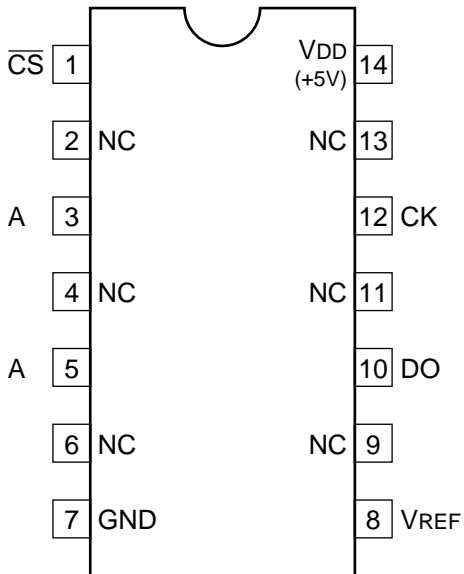 C̅S̅ 1 VDD 14
(+5V)
2 NC NC 13
A 3 12 CK
4 NC NC 11
A 5 10 DO
6 NC NC 9
7 GND 8 VREF